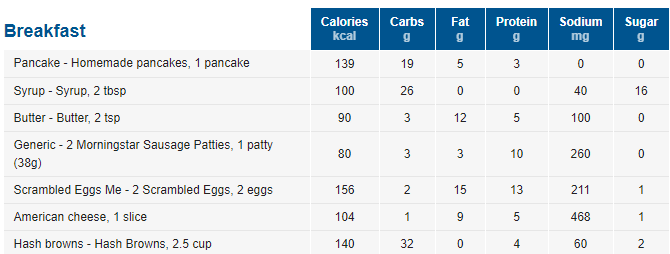 Breakfast Calories kcal Carbs g Fat g Protein g Sodium mg Sugar g
Pancake - Homemade pancakes, 1 pancake 139 19 5 3 0 0
Syrup - Syrup, 2 tbsp 100 26 0 0 40 16
Butter - Butter, 2 tsp 90 3 12 5 100 0
Generic - 2 Morningstar Sausage Patties, 1 patty
(38g) 80 3 3 10 260 0
Scrambled Eggs Me - 2 Scrambled Eggs, 2 eggs 156 2 15 13 211 1
American cheese, 1 slice 104 1 9 5 468 1
Hash browns - Hash Browns, 2.5 cup 140 32 0 4 60 2